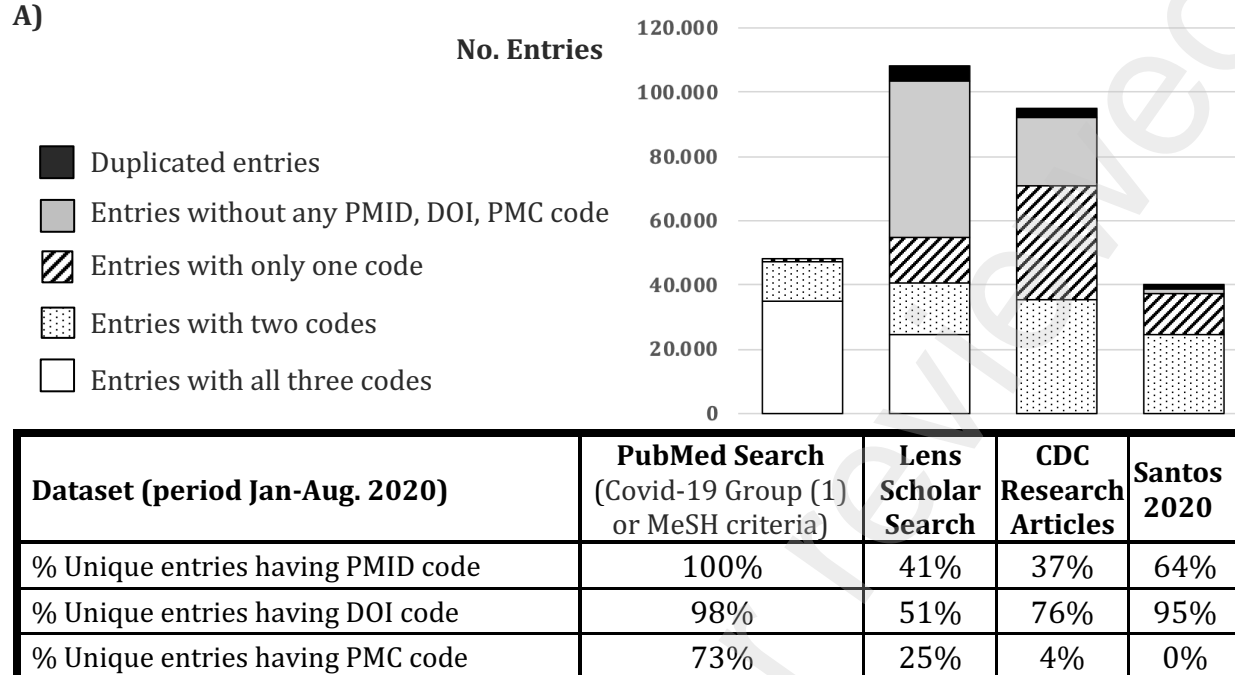 A)
No. Entries
120.000
100.000
80.000
60.000
40.000
20.000
0
Duplicated entries
Entries without any PMID, DOI, PMC code
Entries with only one code
Entries with two codes
Entries with all three codes
Dataset (period Jan-Aug. 2020) PubMed Search (Covid-19 Group (1) or MeSH criteria) Lens Scholar Search CDC Research Articles Santos 2020
% Unique entries having PMID code 100% 41% 37% 64%
% Unique entries having DOI code 98% 51% 76% 95%
% Unique entries having PMC code 73% 25% 4% 0%
reviewed